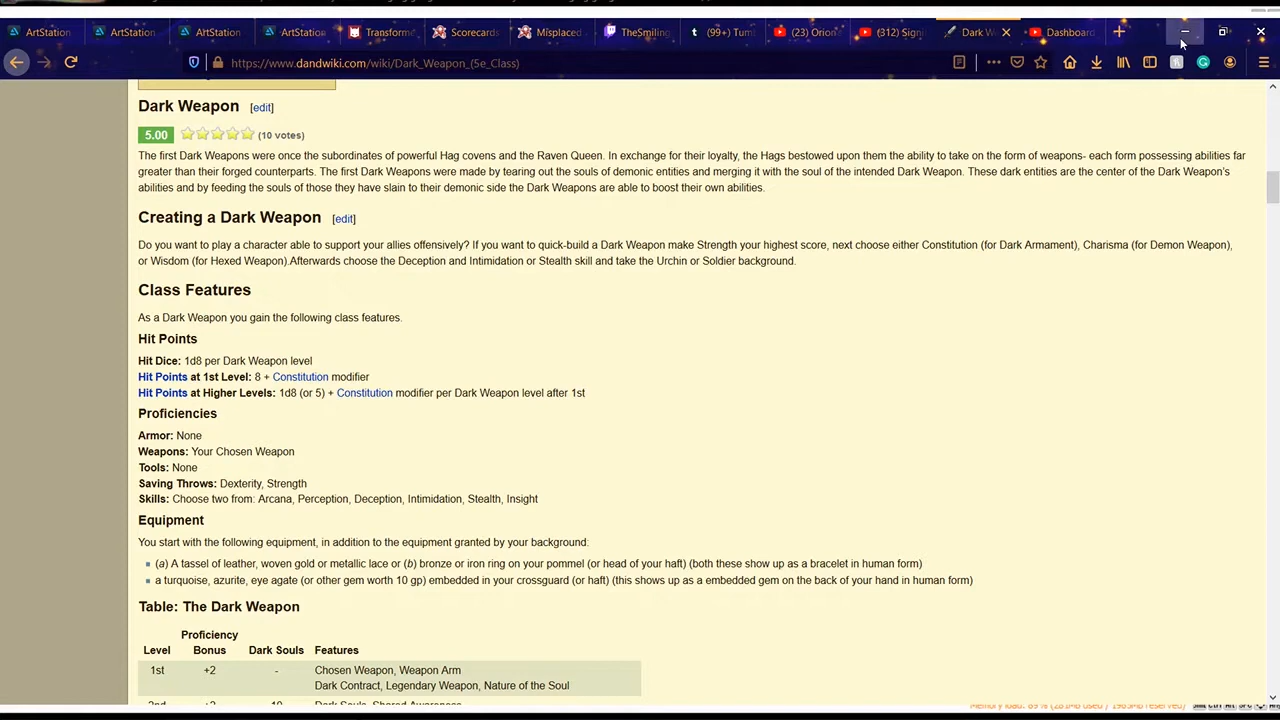 ArtStation
ArtStation
ArtStation
ArtStation
Transform
Scorecards
Misplaced
TheSmiling
(99+) Tum
(23) Orion
(312) Signi
Dark W
Dashboard
https://www.dandwiki.com/wiki/Dark_Weapon_(5e_Class)
Dark Weapon [edit]
5.00 (10 votes)
The first Dark Weapons were once the subordinates of powerful Hag covens and the Raven Queen. In exchange for their loyalty, the Hags bestowed upon them the ability to take on the form of weapons- each form possessing abilities far
greater than their forged counterparts. The first Dark Weapons were made by tearing out the souls of demonic entities and merging it with the soul of the intended Dark Weapon. These dark entities are the center of the Dark Weapon's
abilities and by feeding the souls of those they have slain to their demonic side the Dark Weapons are able to boost their own abilities.
Creating a Dark Weapon [edit]
Do you want to play a character able to support your allies offensively? If you want to quick-build a Dark Weapon make Strength your highest score, next choose either Constitution (for Dark Armament), Charisma (for Demon Weapon),
or Wisdom (for Hexed Weapon).Afterwards choose the Deception and Intimidation or Stealth skill and take the Urchin or Soldier background.
Class Features
As a Dark Weapon you gain the following class features.
Hit Points
Hit Dice: 1d8 per Dark Weapon level
Hit Points at 1st Level: 8 + Constitution modifier
Hit Points at Higher Levels: 1d8 (or 5) + Constitution modifier per Dark Weapon level after 1st
Proficiencies
Armor: None
Weapons: Your Chosen Weapon
Tools: None
Saving Throws: Dexterity, Strength
Skills: Choose two from: Arcana, Perception, Deception, Intimidation, Stealth, Insight
Equipment
You start with the following equipment, in addition to the equipment granted by your background:
(a) A tassel of leather, woven gold or metallic lace or (b) bronze or iron ring on your pommel (or head of your haft) (both these show up as a bracelet in human form)
a turquoise, azurite, eye agate (or other gem worth 10 gp) embedded in your crossguard (or haft) (this shows up as a embedded gem on the back of your hand in human form)
Table: The Dark Weapon
Proficiency
Level Bonus Dark Souls Features
1st +2 - Chosen Weapon, Weapon Arm
Dark Contract, Legendary Weapon, Nature of the Soul
2nd +2 10 Dark Souls, Shared Awareness